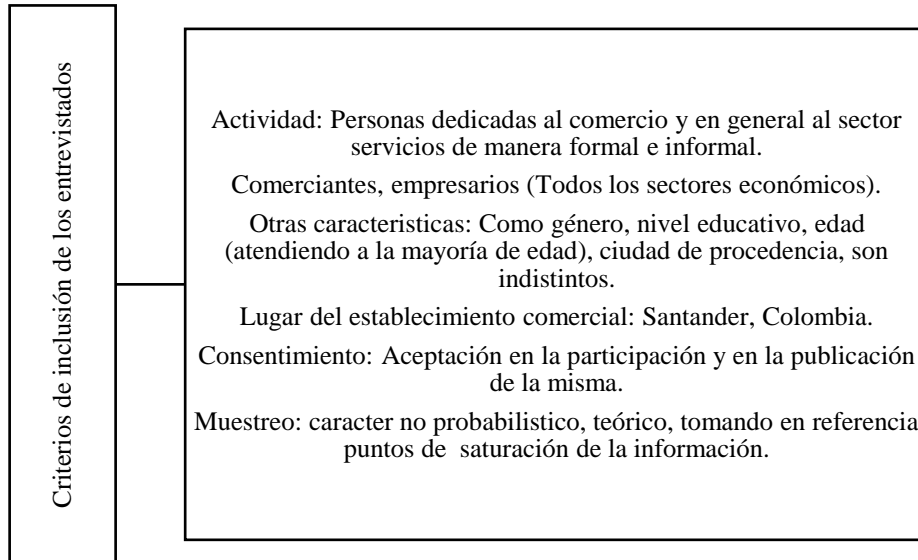 Criterios de inclusión de los entrevistados
Actividad: Personas dedicadas al comercio y en general al sector
servicios de manera formal e informal.
Comerciantes, empresarios (Todos los sectores económicos).
Otras caracteristicas: Como género, nivel educativo, edad
(atendiendo a la mayoría de edad), ciudad de procedencia, son
indistintos.
Lugar del establecimiento comercial: Santander, Colombia.
Consentimiento: Aceptación en la participación y en la publicación
de la misma.
Muestreo: caracter no probabilistico, teórico, tomando en referencia
puntos de saturación de la información.